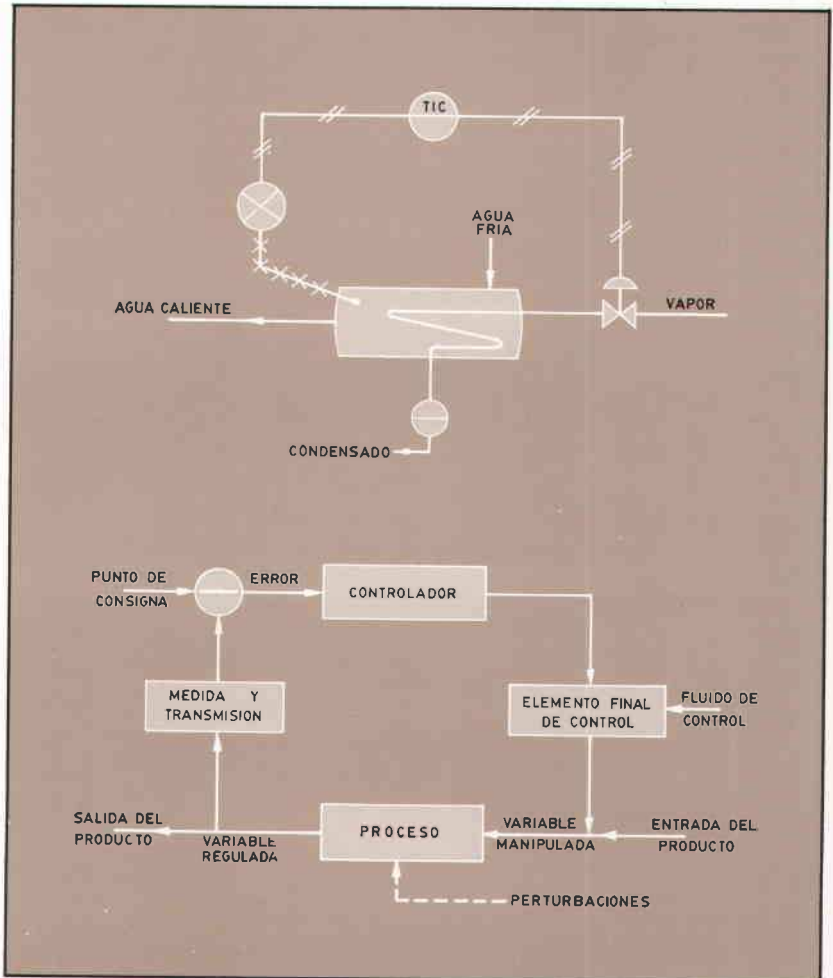 TIC
AGUA
FRIA
AGUA CALIENTE
VAPOR
CONDENSADO
PUNTO DE
CONSIGNA
ERROR
CONTROLADOR
MEDIDA Y
TRANSMISION
ELEMENTO FINAL
DE CONTROL
FLUIDO DE
CONTROL
SALIDA DEL
PRODUCTO
VARIABLE
REGULADA
PROCESO
VARIABLE
MANIPULADA
ENTRADA DEL
PRODUCTO
PERTURBACIONES